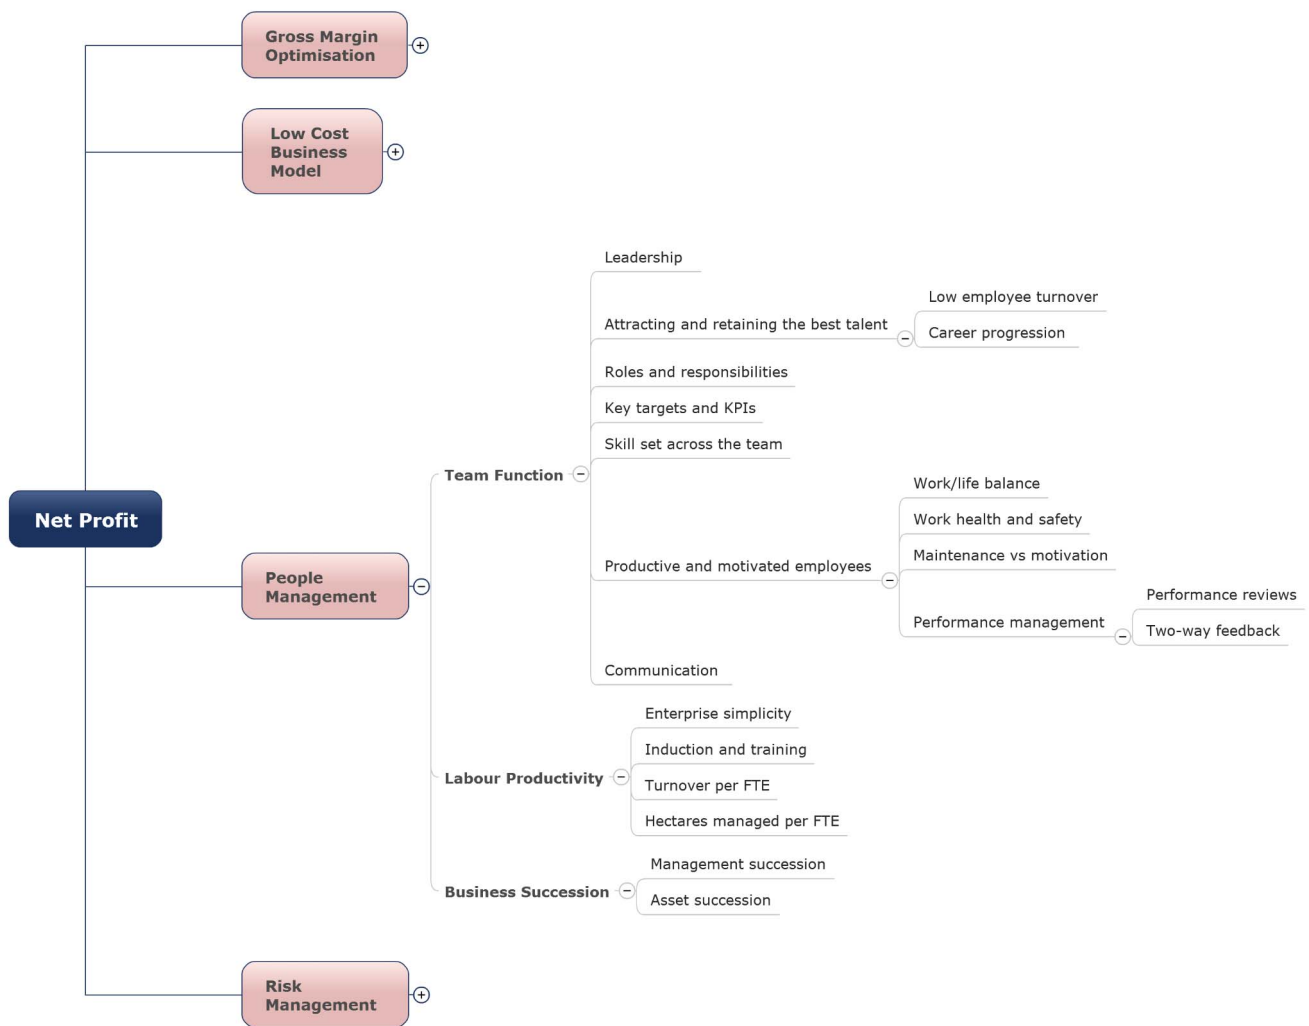 Gross Margin
Optimisation
Low Cost
Business
Model
Leadership
Low employee turnover
Attracting and retaining the best talent
Career progression
Roles and responsibilities
Key targets and KPIs
Skill set across the team
Team Function
Work/life balance
Net Profit
Work health and safety
Maintenance vs motivation
Productive and motivated employees
People
Management
Performance reviews
Performance management
Two-way feedback
Communication
Enterprise simplicity
Induction and training
Labour Productivity
Turnover per FTE
Hectares managed per FTE
Management succession
Business Succession
Asset succession
Risk
Management